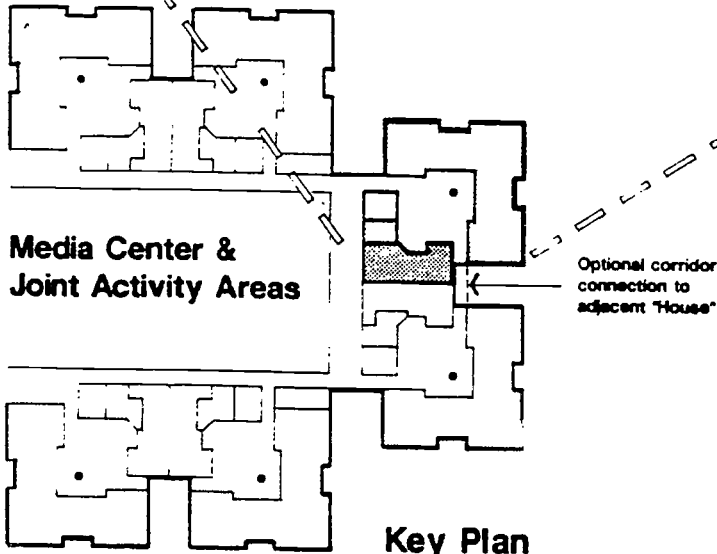 Media Center &
Joint Activity Areas
Optional corridor
connection to
adjacent "House"
Key Plan